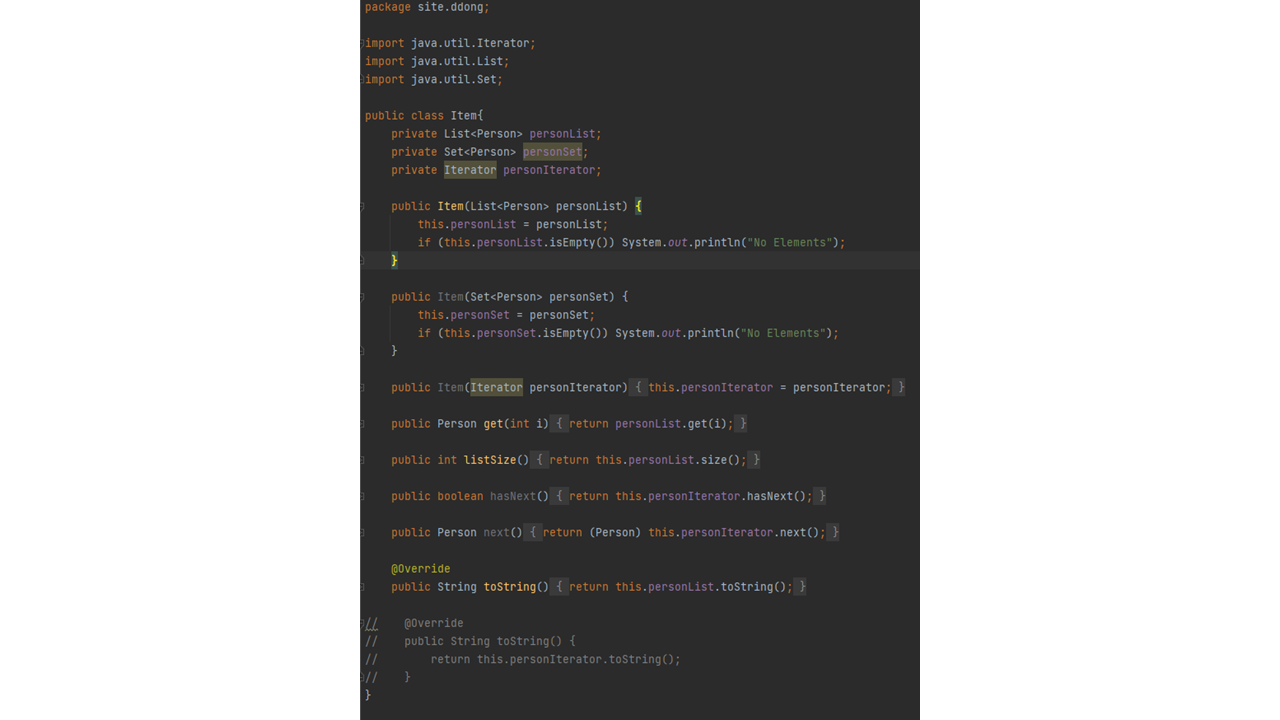 package site.ddong;
import java.util.Iterator;
import java.util.List;
import java.util.Set;
public class Item{
private List<Person> personList;
private Set<Person> personSet;
private Iterator personIterator;
public Item(List<Person> personList) {
this.personList = personList;
if (this.personList.isEmpty()) System.out.println("No Elements");
}
public Item(Set<Person> personSet) {
this.personSet = personSet;
if (this.personSet.isEmpty()) System.out.println("No Elements");
}
public Item(Iterator personIterator) { this.personIterator = personIterator; }
public Person get(int i) { return personList.get(i); }
public int listSize() { return this.personList.size(); }
public boolean hasNext() { return this.personIterator.hasNext(); }
public Person next() { return (Person) this.personIterator.next(); }
@Override
public String toString() { return this.personList.toString(); }
//    @Override
//    public String toString() {
//        return this.personIterator.toString();
//    }
}